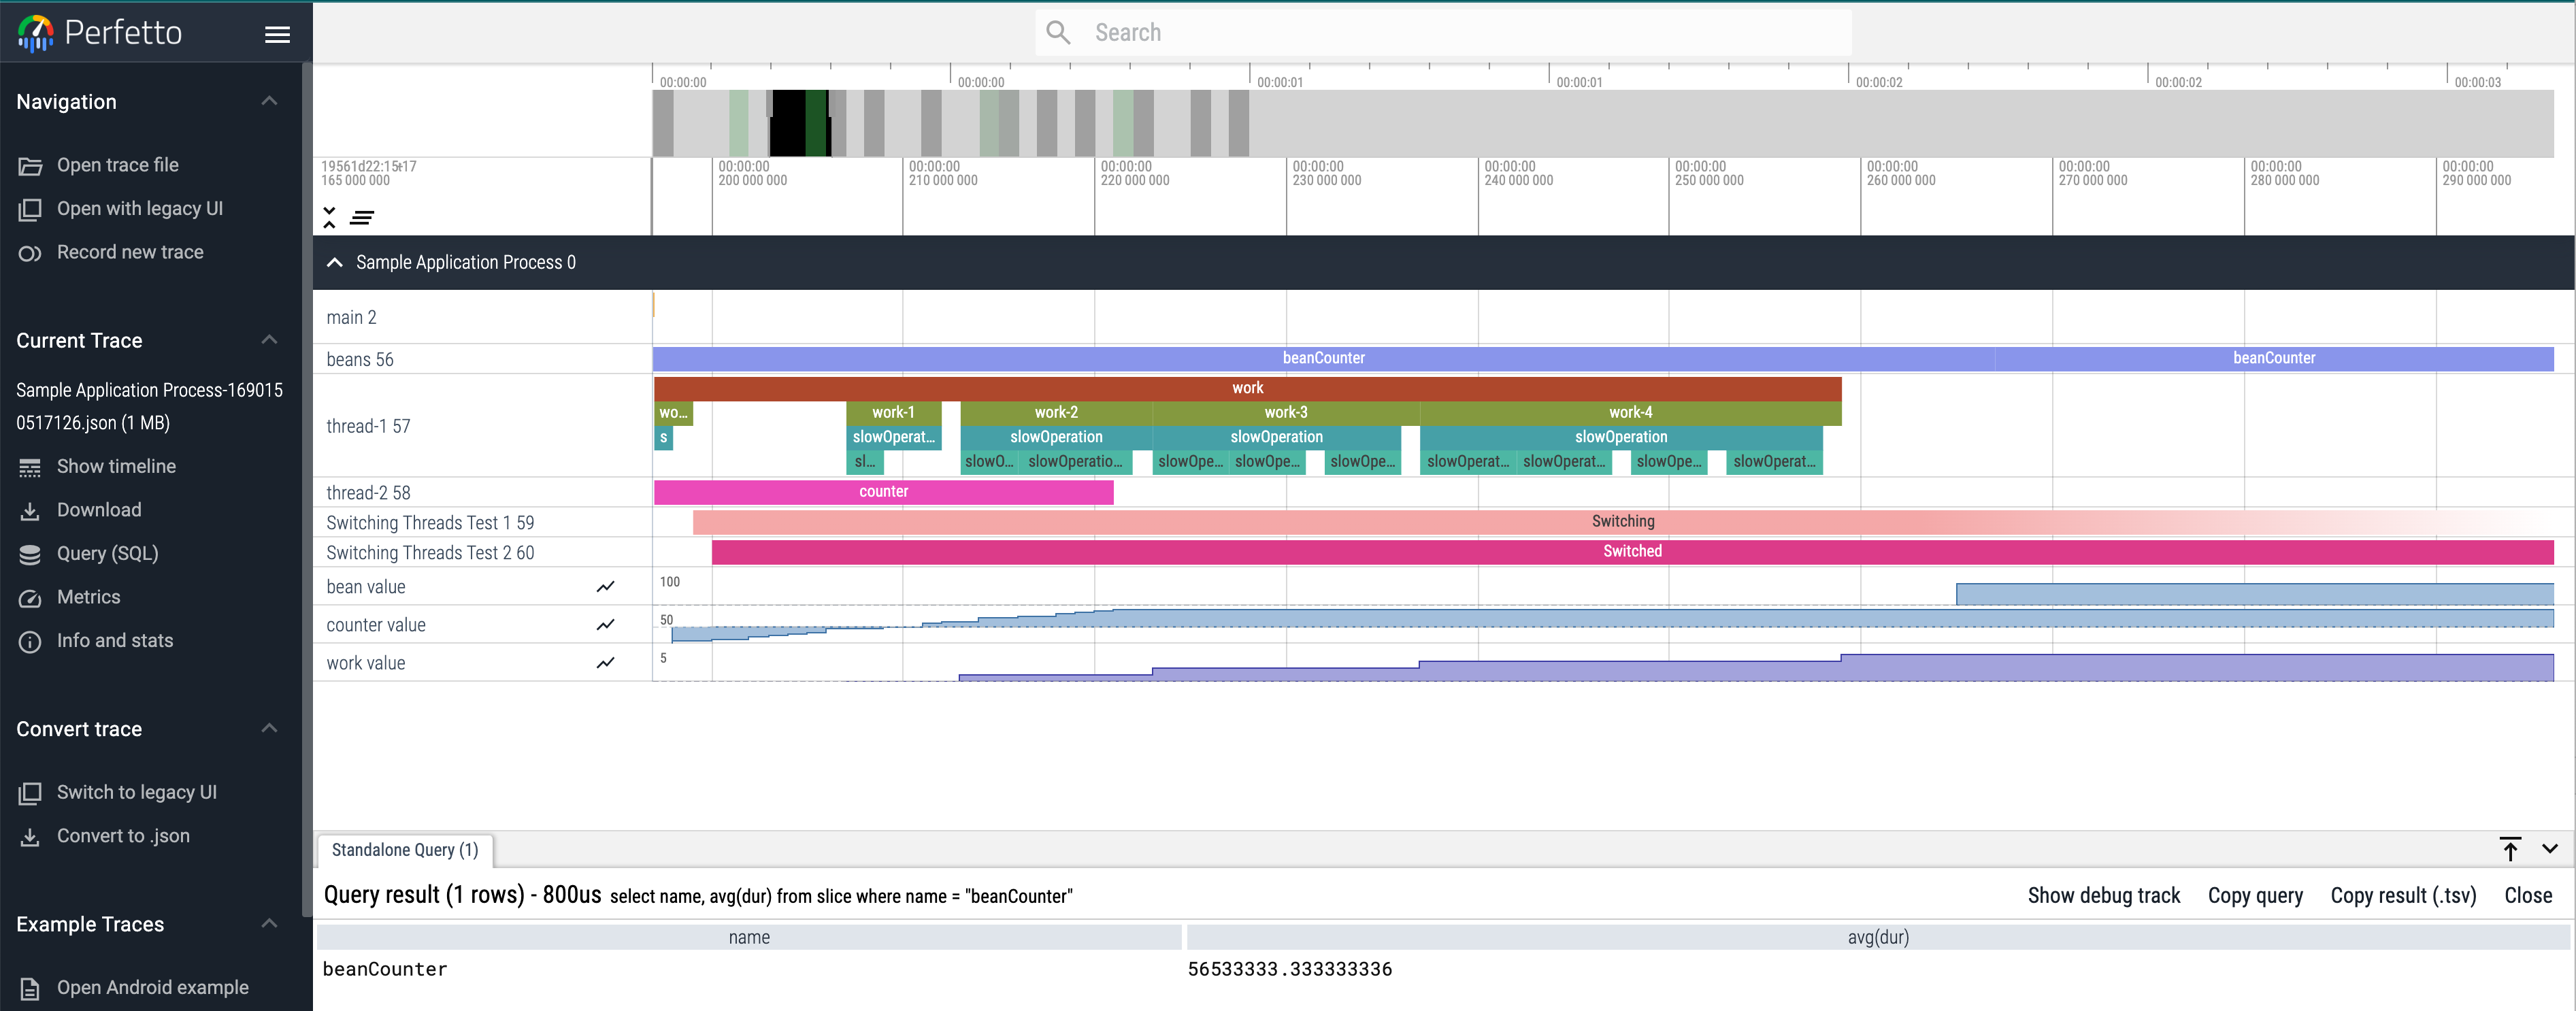 Perfetto
Search
Navigation
Open trace file
Open with legacy UI
Record new trace
Current Trace
Sample Application Process-169015
0517126.json (1 MB)
Show timeline
Download
Query (SQL)
Metrics
Info and stats
Convert trace
Switch to legacy UI
Convert to .json
Example Traces
Open Android example
00:00:00 00:00:00 00:00:01 00:00:01 00:00:02 00:00:02 00:00:03
19561d22:15:17 00:00:00 00:00:00 00:00:00 00:00:00 00:00:00 00:00:00 00:00:00 00:00:00 00:00:00 00:00:00
165 000 000 200 000 000 210 000 000 220 000 000 230 000 000 240 000 000 250 000 000 260 000 000 270 000 000 280 000 000 290 000 000
Sample Application Process 0
main 2
beans 56 beanCounter beanCounter
work
wo... work-1 work-2 work-3 work-4
thread-1 57
s slowOperat... slowOperation slowOperation slowOperation
sl... slowO... slowOperatio... slowOpe... slowOpe... slowOpe... slowOperat... slowOperat... slowOpe... slowOperat...
thread-2 58 counter
Switching Threads Test 1 59 Switching
Switching Threads Test 2 60 Switched
bean value 100
counter value 50
work value 5
Standalone Query (1)
Query result (1 rows) - 800us select name, avg(dur) from slice where name = "beanCounter" Show debug track Copy query Copy result (.tsv) Close
name avg(dur)
beanCounter 56533333.333333336